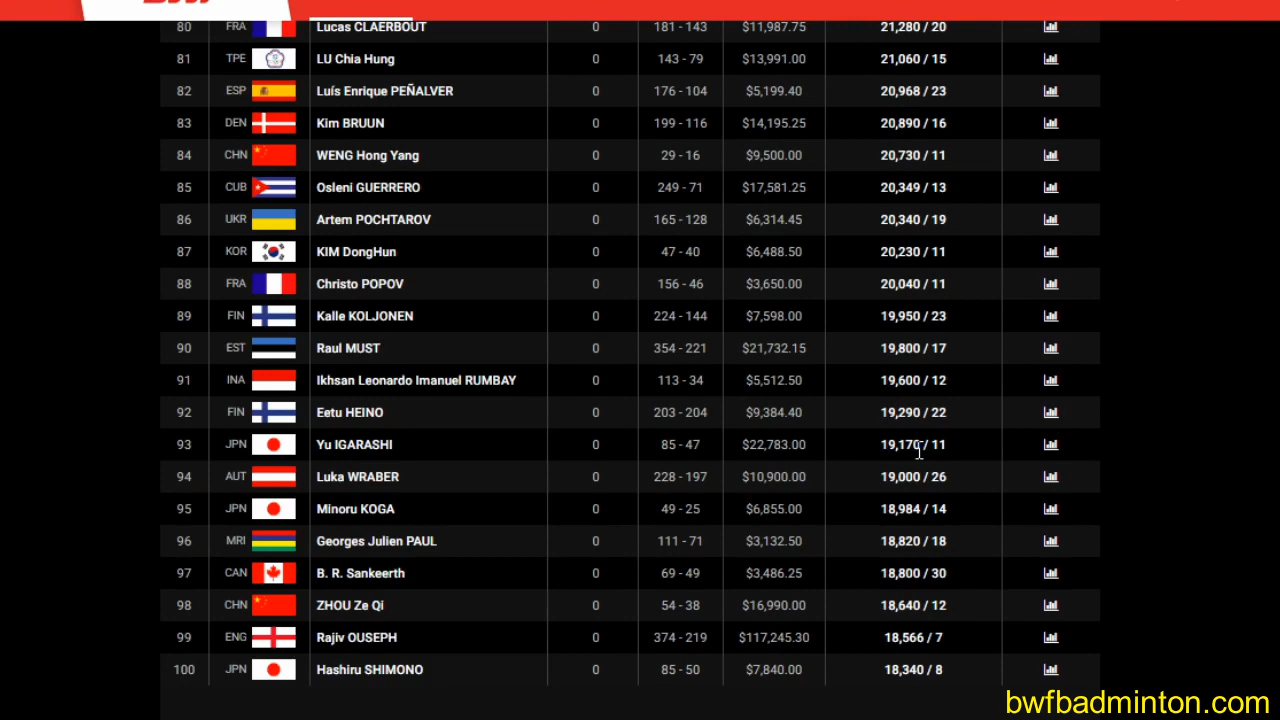 80 FRA Lucas CLAERBOUT 0 181 - 143 $11,987.75 21,280 / 20
81 TPE LU Chia Hung 0 143 - 79 $13,991.00 21,060 / 15
82 ESP Luís Enrique PEÑALVER 0 176 - 104 $5,199.40 20,968 / 23
83 DEN Kim BRUUN 0 199 - 116 $14,195.25 20,890 / 16
84 CHN WENG Hong Yang 0 29 - 16 $9,500.00 20,730 / 11
85 CUB Osleni GUERRERO 0 249 - 71 $17,581.25 20,349 / 13
86 UKR Artem POCHTAROV 0 165 - 128 $6,314.45 20,340 / 19
87 KOR KIM DongHun 0 47 - 40 $6,488.50 20,230 / 11
88 FRA Christo POPOV 0 156 - 46 $3,650.00 20,040 / 11
89 FIN Kalle KOLJONEN 0 224 - 144 $7,598.00 19,950 / 23
90 EST Raul MUST 0 354 - 221 $21,732.15 19,800 / 17
91 INA Ikhsan Leonardo Imanuel RUMBAY 0 113 - 34 $5,512.50 19,600 / 12
92 FIN Eetu HEINO 0 203 - 204 $9,384.40 19,290 / 22
93 JPN Yu IGARASHI 0 85 - 47 $22,783.00 19,170 / 11
94 AUT Luka WRABER 0 228 - 197 $10,900.00 19,000 / 26
95 JPN Minoru KOGA 0 49 - 25 $6,855.00 18,984 / 14
96 MRI Georges Julien PAUL 0 111 - 71 $3,132.50 18,820 / 18
97 CAN B. R. Sankeerth 0 69 - 49 $3,486.25 18,800 / 30
98 CHN ZHOU Ze Qi 0 54 - 38 $16,990.00 18,640 / 12
99 ENG Rajiv OUSEPH 0 374 - 218 $117,245.30 18,566 / 7
100 JPN Hashiru SHIMONO 0 85 - 50 $7,840.00 18,340 / 8
bwfbadminton.com